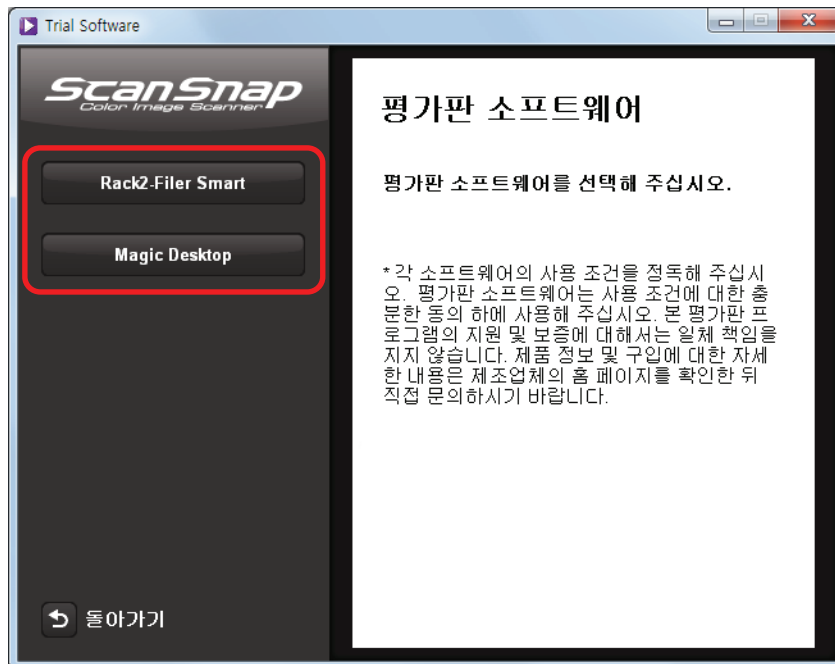 Trial Software
ScanSnap
Color Image Scanner
Rack2-Filer Smart
Magic Desktop
돌아가기
평가판 소프트웨어
평가판 소프트웨어를 선택해 주십시오.
* 각 소프트웨어의 사용 조건을 정독해 주십시
오. 평가판 소프트웨어는 사용 조건에 대한 충
분한 동의 하에 사용해 주십시오. 본 평가판 프
로그램의 지원 및 보증에 대해서는 일체 책임을
지지 않습니다. 제품 정보 및 구입에 대한 자세
한 내용은 제조업체의 홈 페이지를 확인한 뒤
직접 문의하시기 바랍니다.